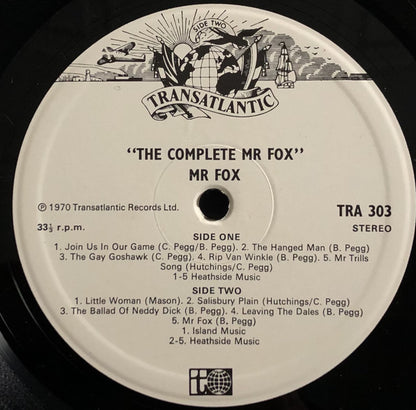 SIDE TWO
TRANSATLANTIC
"THE COMPLETE MR FOX"
MR FOX
℗ 1970 Transatlantic Records Ltd.
TRA 303
33⅓ r.p.m.
STEREO
SIDE ONE
1. Join Us In Our Game (C. Pegg/B. Pegg). 2. The Hanged Man (B. Pegg)
3. The Gay Goshawk (C. Pegg). 4. Rip Van Winkle (B. Pegg). 5. Mr Trills
Song (Hutchings/C. Pegg)
1-5 Heathside Music
SIDE TWO
1. Little Woman (Mason). 2. Salisbury Plain (Hutchings/C. Pegg)
3. The Ballad Of Neddy Dick (B. Pegg). 4. Leaving The Dales (B. Pegg)
5. Mr Fox (B. Pegg)
1. Island Music
2-5. Heathside Music